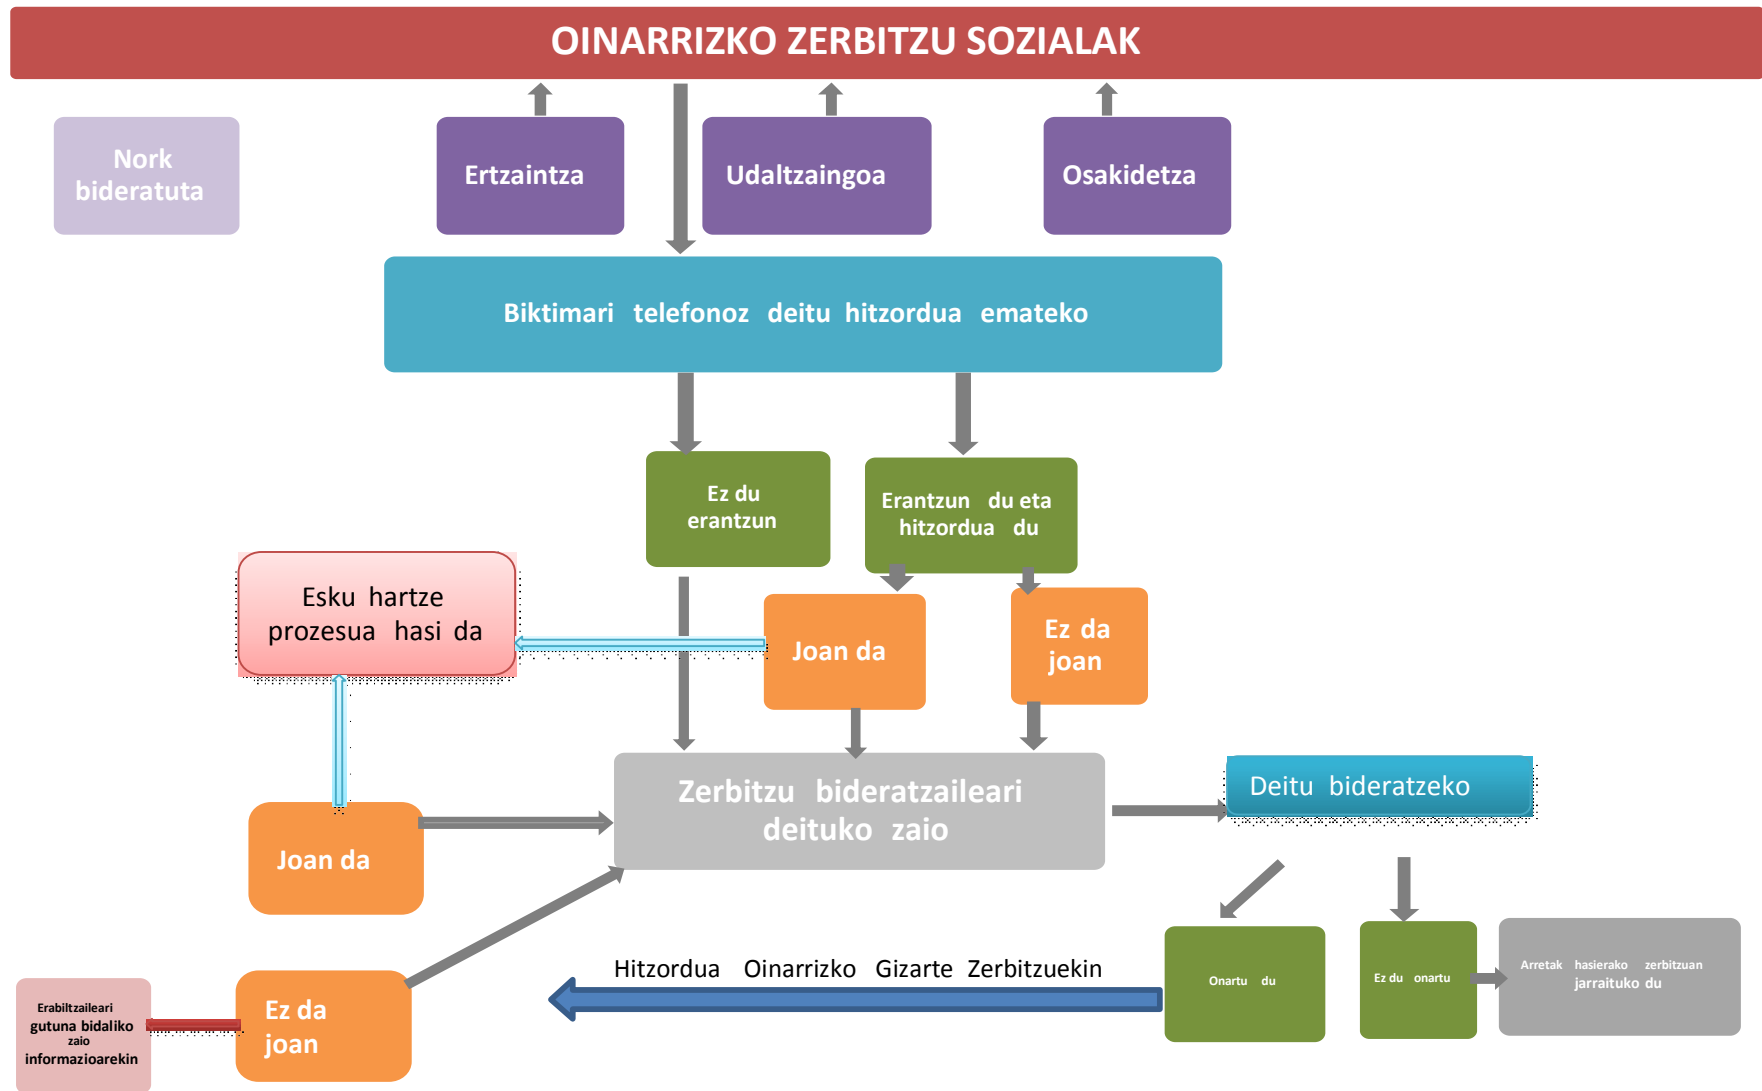 OINARRIZKO ZERBITZU SOZIALAK
Nork
bideratuta
Ertzaintza
Udaltzaingoa
Osakidetza
Biktimari telefonoz deitu hitzordua emateko
Ez du
erantzun
Erantzun du eta
hitzordua du
Esku hartze
prozesua hasi da
Joan da
Ez da
joan
Zerbitzu bideratzaileari
deituko zaio
Deitu bideratzeko
Joan da
Hitzordua Oinarrizko Gizarte Zerbitzuekin
Onartu du
Ez du onartu
Arretak hasierako zerbitzuan
jarraituko du
Ez da
joan
Erabiltzaileari
gutuna bidaliko
zaio
informazioarekin